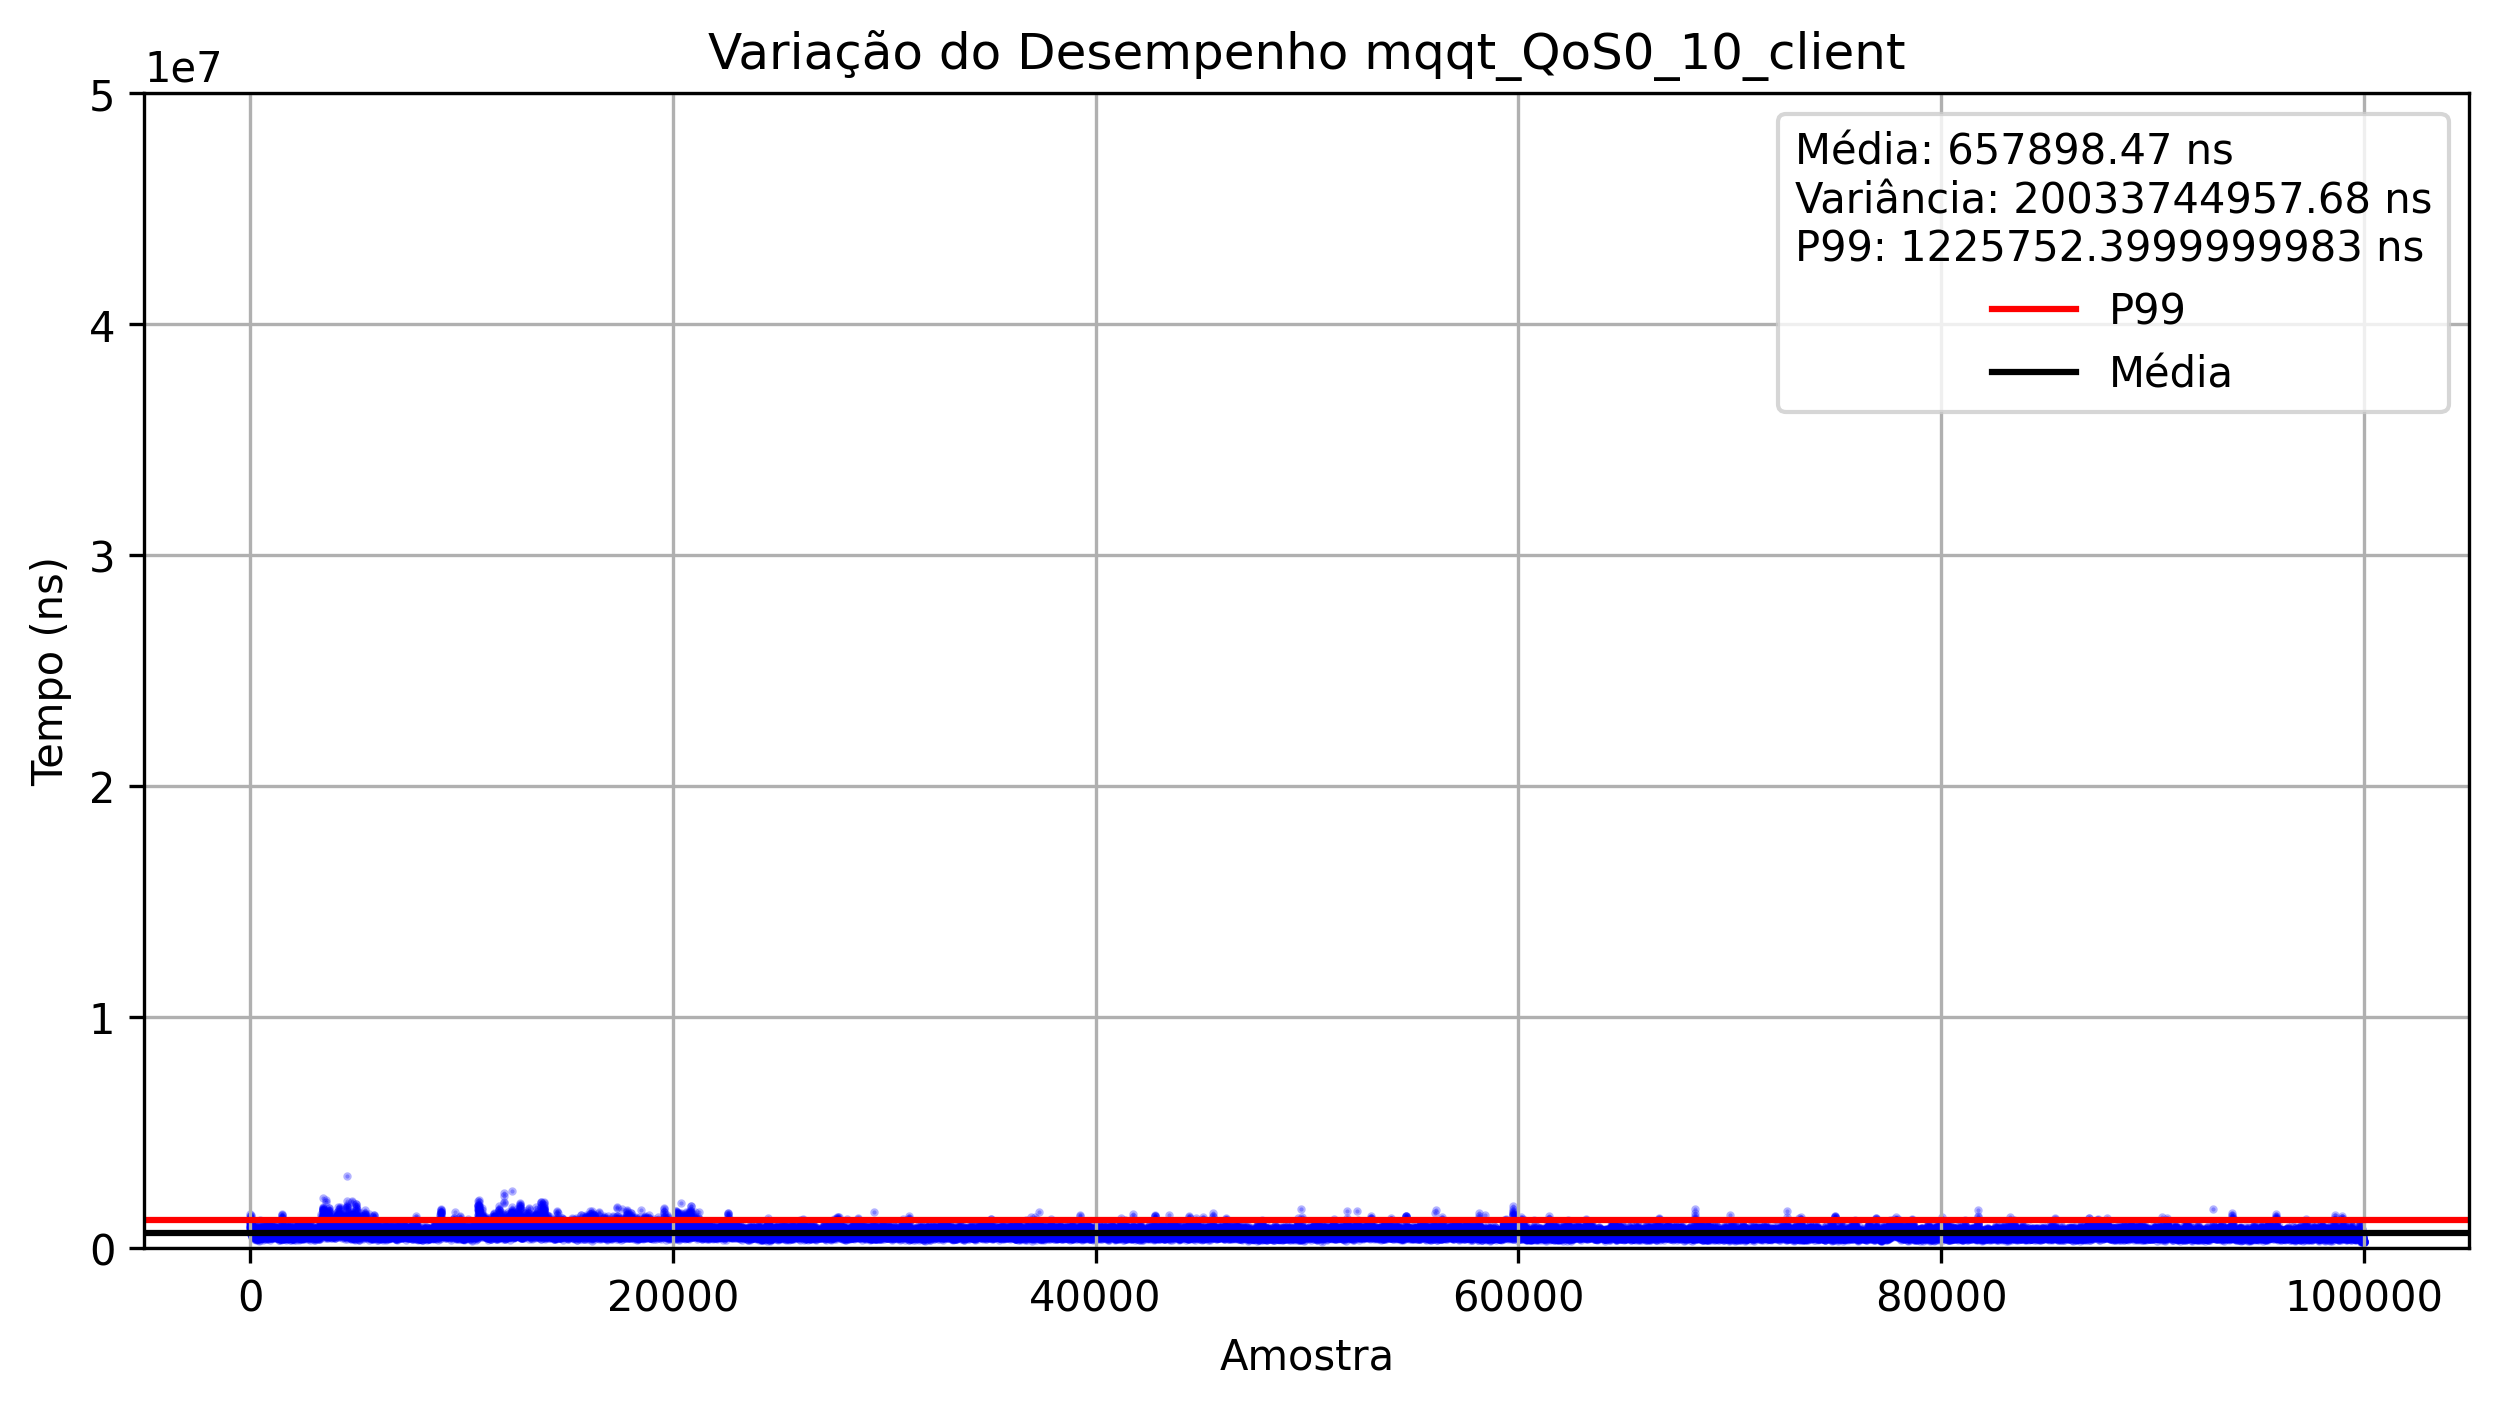 Variação do Desempenho mqqt_QoS0_10_client
1e7
5
4
3
2
1
0
Tempo (ns)
Média: 657898.47 ns
Variância: 20033744957.68 ns
P99: 1225752.3999999983 ns
P99
Média
0 20000 40000 60000 80000 100000
Amostra